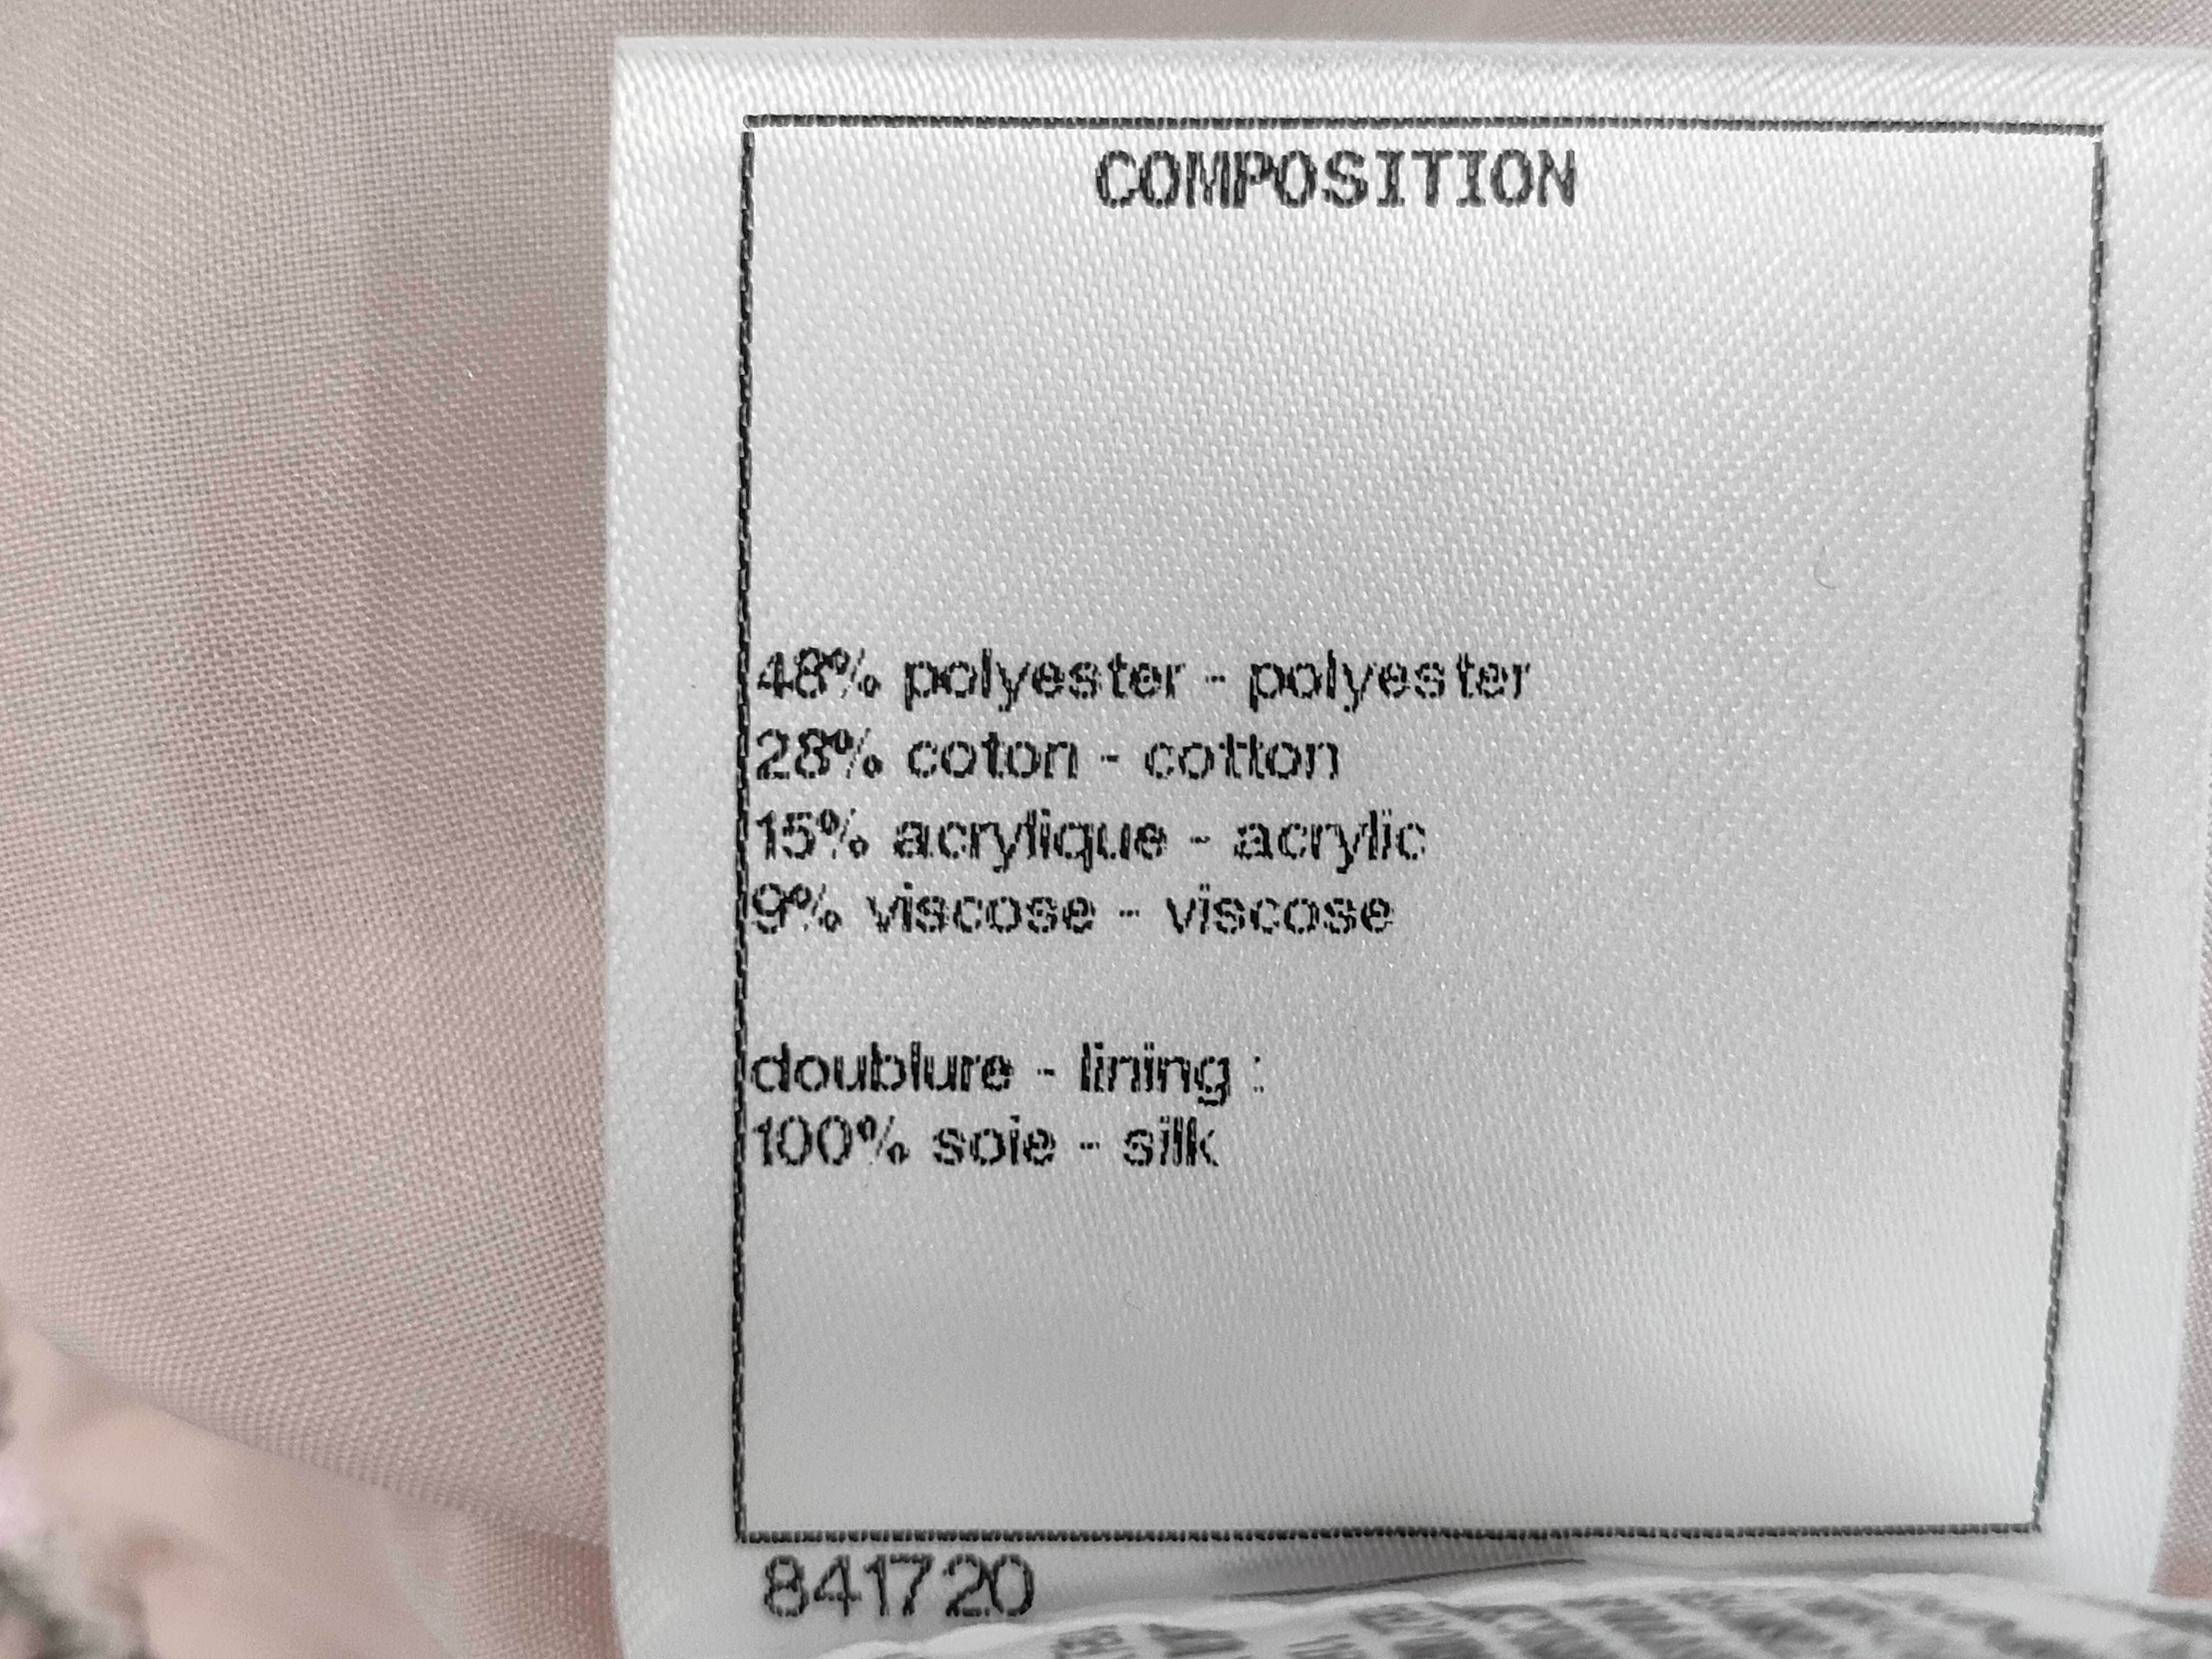 COMPOSITION
48% polyester - polyester
28% coton - cotton
15% acrylique - acrylic
9% viscose - viscose
doublure - lining :
100% soie - silk
841720